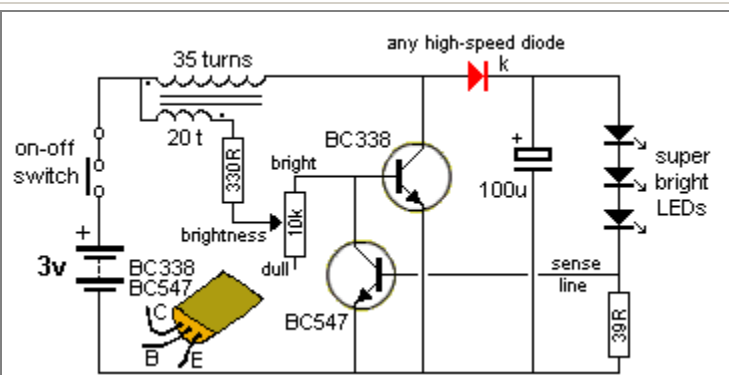 any high-speed diode
35 turns
k
20 t
BC338
on-off
switch
330R
bright
+
100u
super
bright
LEDs
10k
brightness
+
3v
BC338
BC547
dull
sense
line
C
B
E
BC547
39R